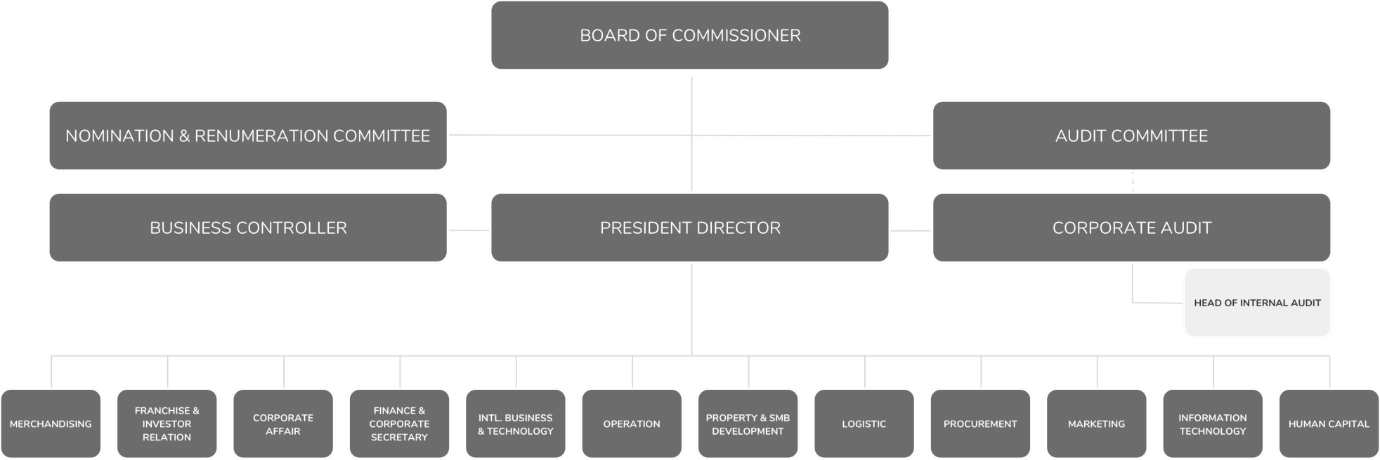 BOARD OF COMMISSIONER
NOMINATION & RENUMERATION COMMITTEE
AUDIT COMMITTEE
BUSINESS CONTROLLER
PRESIDENT DIRECTOR
CORPORATE AUDIT
HEAD OF INTERNAL AUDIT
MERCHANDISING
FRANCHISE &
INVESTOR
RELATION
CORPORATE
AFFAIR
FINANCE &
CORPORATE
SECRETARY
INTL. BUSINESS
& TECHNOLOGY
OPERATION
PROPERTY & SMB
DEVELOPMENT
LOGISTIC
PROCUREMENT
MARKETING
INFORMATION
TECHNOLOGY
HUMAN CAPITAL